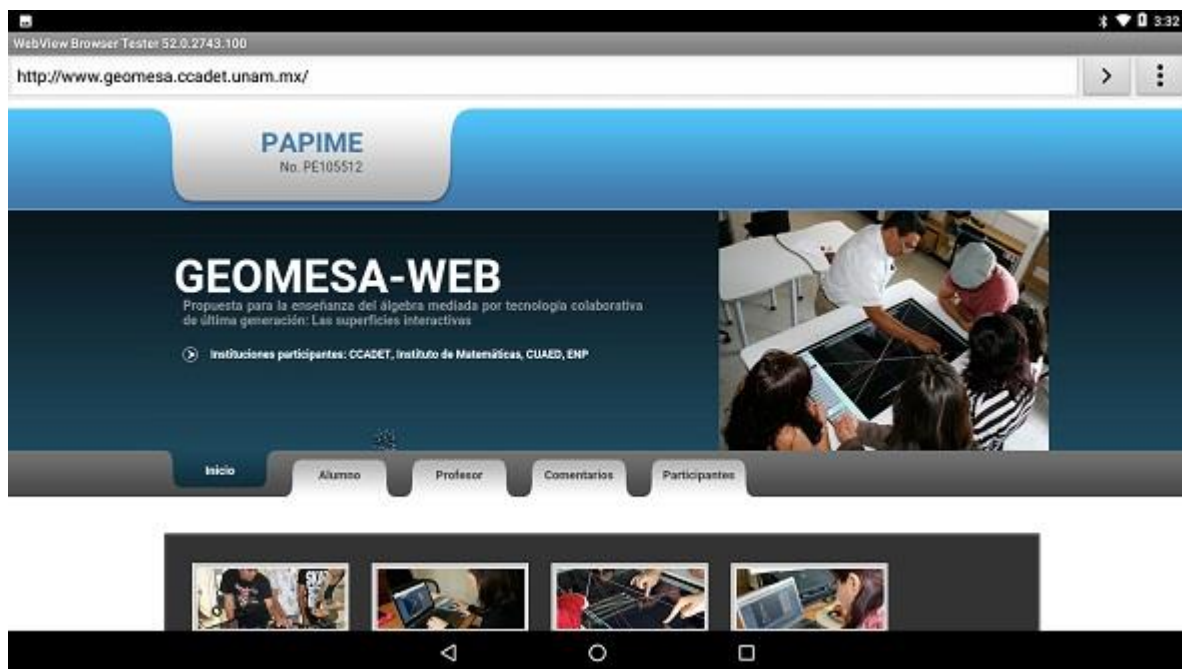 3:32
WebView Browser Tester 52.0.2743.100
http://www.geomesa.ccadet.unam.mx/
PAPIME
No. PE105512
GEOMESA-WEB
Propuesta para la enseñanza del álgebra mediada por tecnología colaborativa
de última generación: Las superficies interactivas
Instituciones participantes: CCADET, Instituto de Matemáticas, CUAED, ENP
Inicio
Alumno
Profesor
Comentarios
Participantes